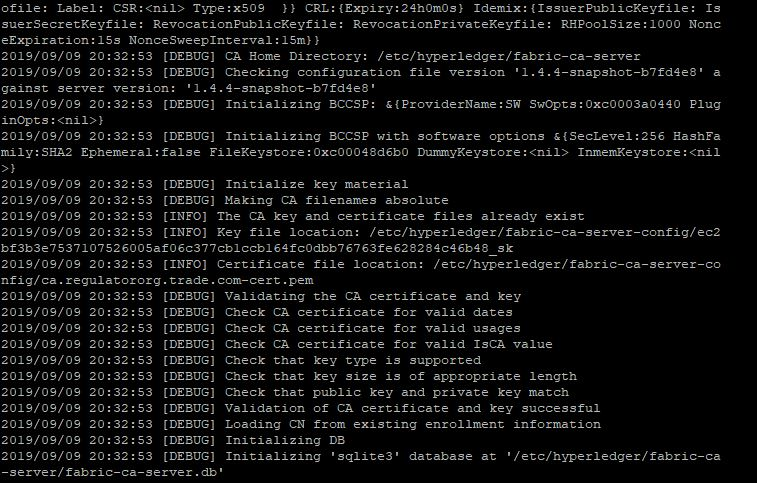 ofile: Label: CSR:<nil> Type:x509  }} CRL:{Expiry:24h0m0s} Idemix:{IssuerPublicKeyfile: Is
suerSecretKeyfile: RevocationPublicKeyfile: RevocationPrivateKeyfile: RHPoolSize:1000 Nonc
eExpiration:15s NonceSweepInterval:15m}}
2019/09/09 20:32:53 [DEBUG] CA Home Directory: /etc/hyperledger/fabric-ca-server
2019/09/09 20:32:53 [DEBUG] Checking configuration file version '1.4.4-snapshot-b7fd4e8' a
gainst server version: '1.4.4-snapshot-b7fd4e8'
2019/09/09 20:32:53 [DEBUG] Initializing BCCSP: &{ProviderName:SW SwOpts:0xc0003a0440 Plug
inOpts:<nil>}
2019/09/09 20:32:53 [DEBUG] Initializing BCCSP with software options &{SecLevel:256 HashFa
mily:SHA2 Ephemeral:false FileKeystore:0xc00048d6b0 DummyKeystore:<nil> InmemKeystore:<nil
>}
2019/09/09 20:32:53 [DEBUG] Initialize key material
2019/09/09 20:32:53 [DEBUG] Making CA filenames absolute
2019/09/09 20:32:53 [INFO] The CA key and certificate files already exist
2019/09/09 20:32:53 [INFO] Key file location: /etc/hyperledger/fabric-ca-server-config/ec2
bf3b3e7537107526005af06c377cb1ccb164fc0dbb76763fe628284c46b48_sk
2019/09/09 20:32:53 [INFO] Certificate file location: /etc/hyperledger/fabric-ca-server-co
nfig/ca.regulatororg.trade.com-cert.pem
2019/09/09 20:32:53 [DEBUG] Validating the CA certificate and key
2019/09/09 20:32:53 [DEBUG] Check CA certificate for valid dates
2019/09/09 20:32:53 [DEBUG] Check CA certificate for valid usages
2019/09/09 20:32:53 [DEBUG] Check CA certificate for valid IsCA value
2019/09/09 20:32:53 [DEBUG] Check that key type is supported
2019/09/09 20:32:53 [DEBUG] Check that key size is of appropriate length
2019/09/09 20:32:53 [DEBUG] Check that public key and private key match
2019/09/09 20:32:53 [DEBUG] Validation of CA certificate and key successful
2019/09/09 20:32:53 [DEBUG] Loading CN from existing enrollment information
2019/09/09 20:32:53 [DEBUG] Initializing DB
2019/09/09 20:32:53 [DEBUG] Initializing 'sqlite3' database at '/etc/hyperledger/fabric-ca
-server/fabric-ca-server.db'